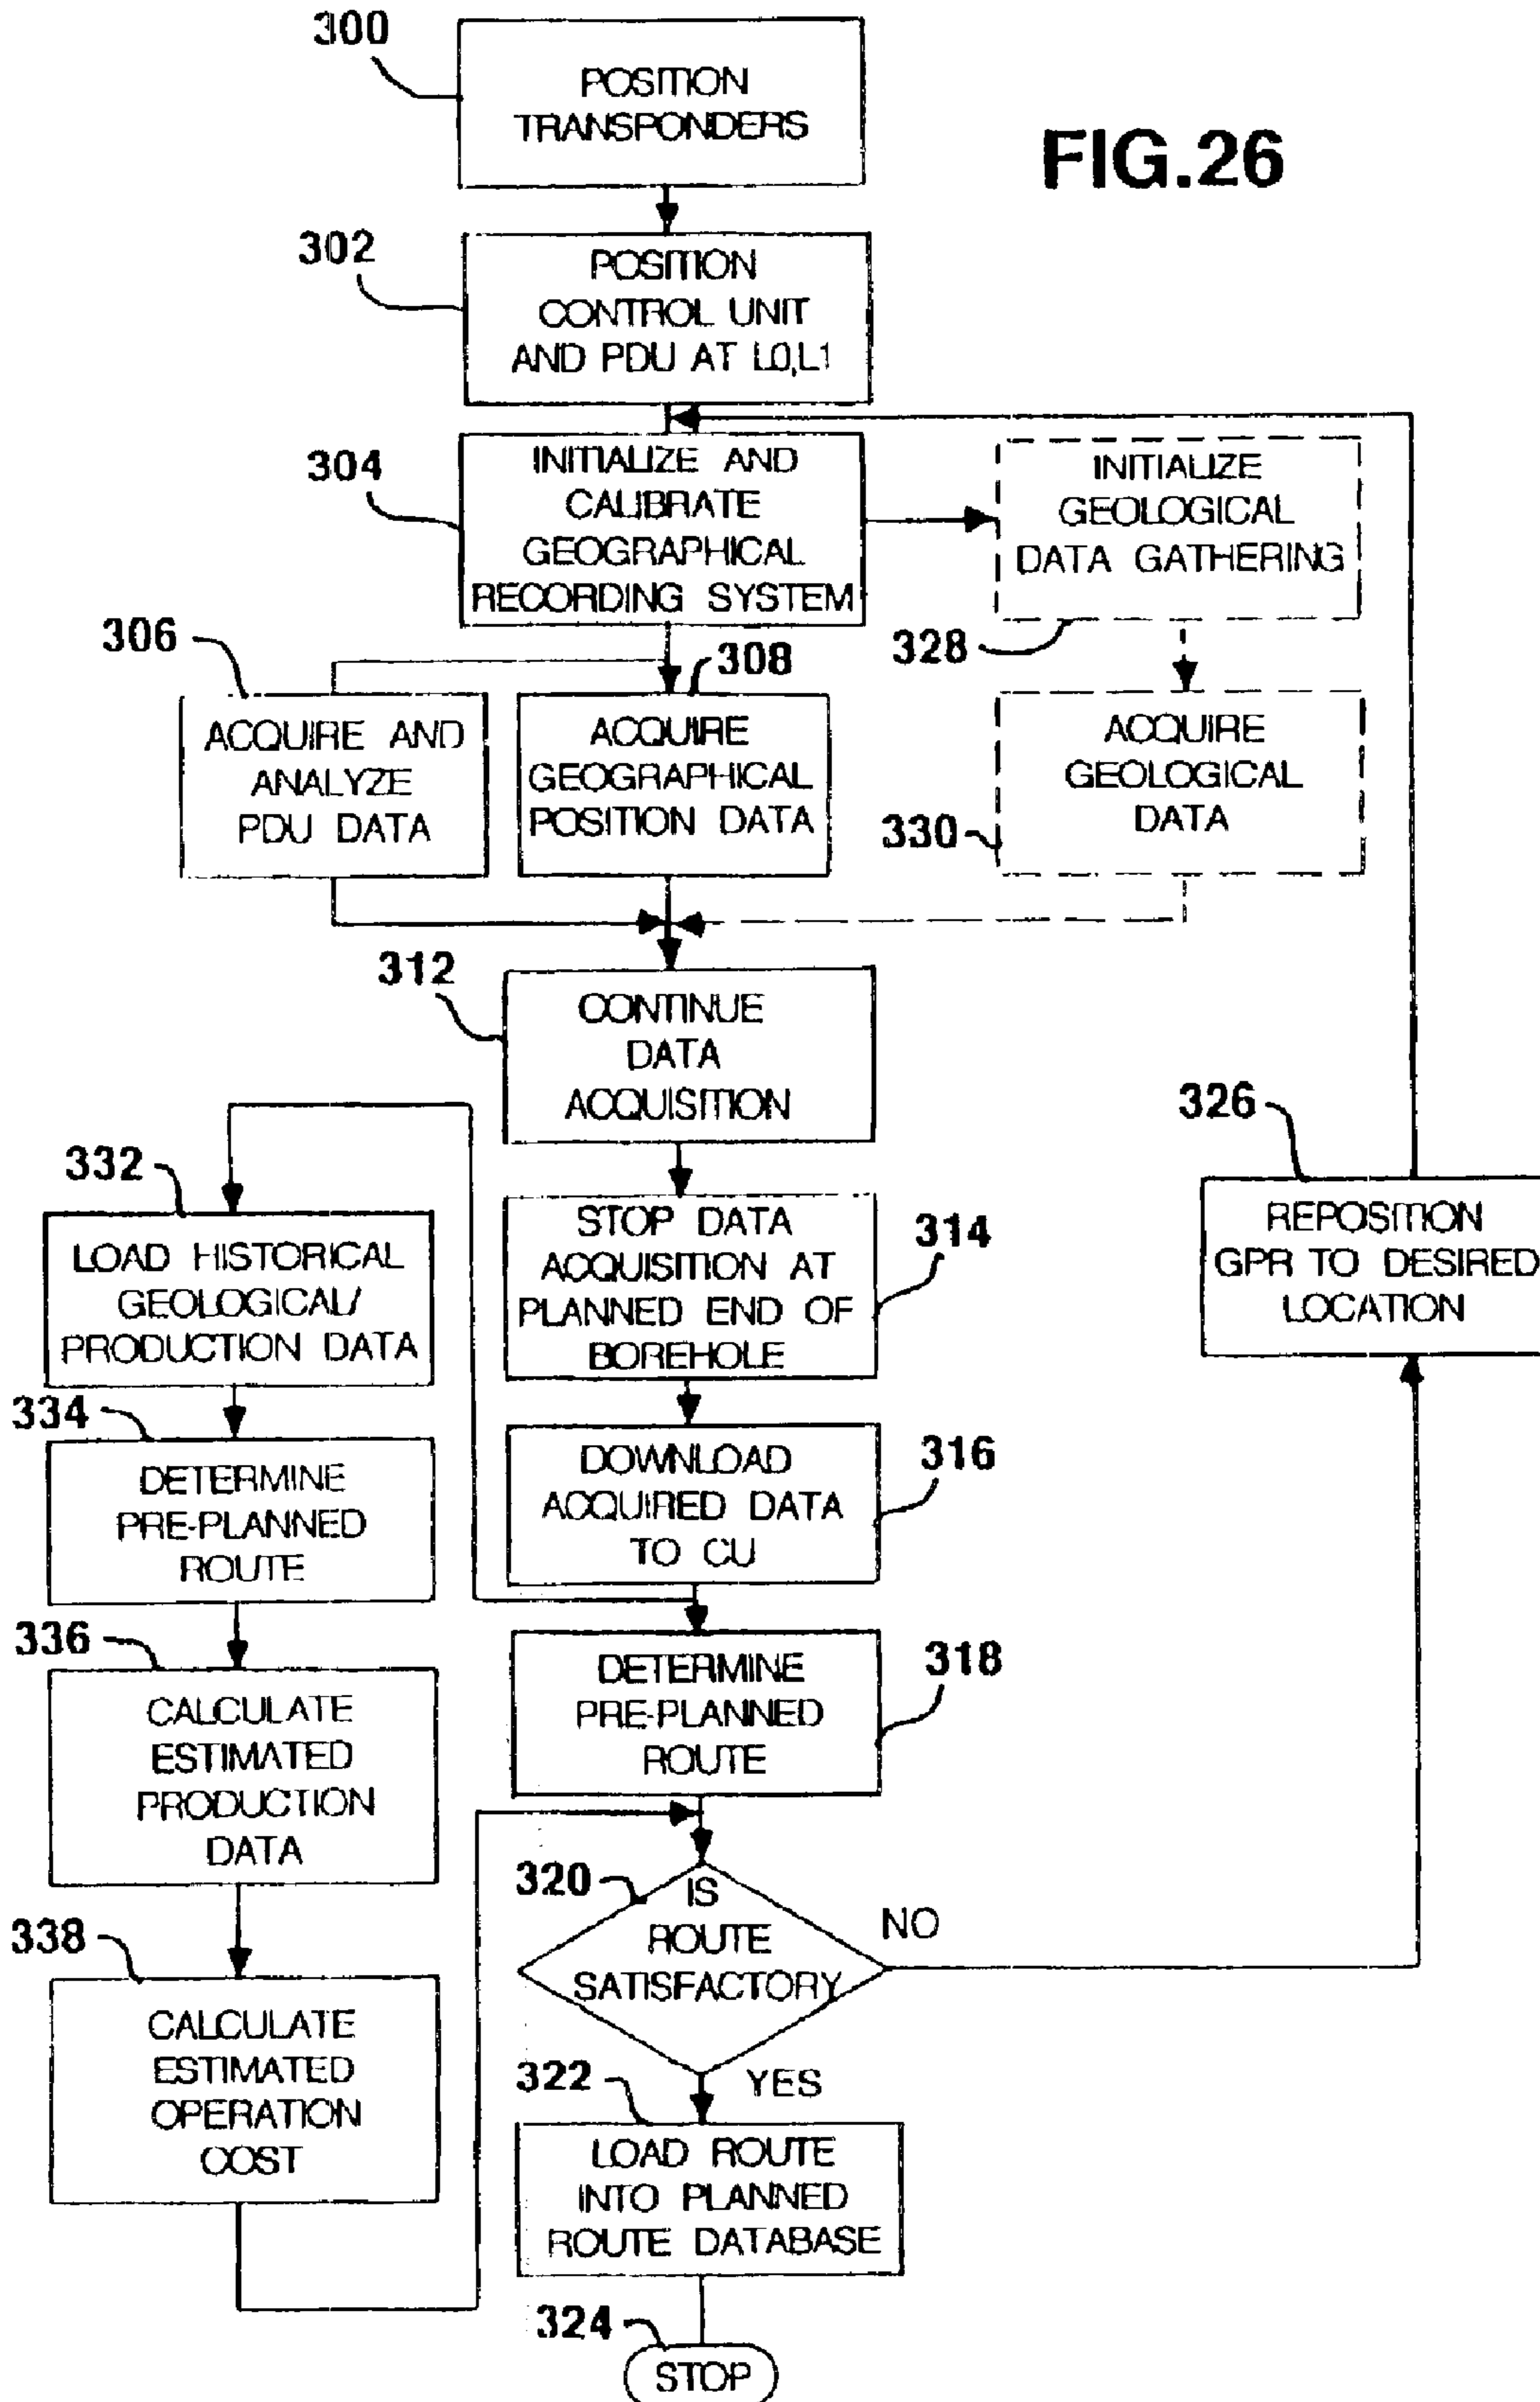 300
POSITION
TRANSPONDERS
FIG.26
302
POSITION
CONTROL UNIT
AND PDU AT L0,L1
304
INITIALIZE AND
CALIBRATE
GEOGRAPHICAL
RECORDING SYSTEM
INITIALIZE
GEOLOGICAL
DATA GATHERING
328
306
ACQUIRE AND
ANALYZE
PDU DATA
308
ACQUIRE
GEOGRAPHICAL
POSITION DATA
330
ACQUIRE
GEOLOGICAL
DATA
312
CONTINUE
DATA
ACQUISITION
326
REPOSITION
GPR TO DESIRED
LOCATION
332
LOAD HISTORICAL
GEOLOGICAL/
PRODUCTION DATA
STOP DATA
ACQUISITION AT
PLANNED END OF
BOREHOLE
314
334
DETERMINE
PRE-PLANNED
ROUTE
DOWNLOAD
ACQUIRED DATA
TO CU
316
336
CALCULATE
ESTIMATED
PRODUCTION
DATA
DETERMINE
PRE-PLANNED
ROUTE
318
320
IS
ROUTE
SATISFACTORY
NO
YES
338
CALCULATE
ESTIMATED
OPERATION
COST
322
LOAD ROUTE
INTO PLANNED
ROUTE DATABASE
324
STOP